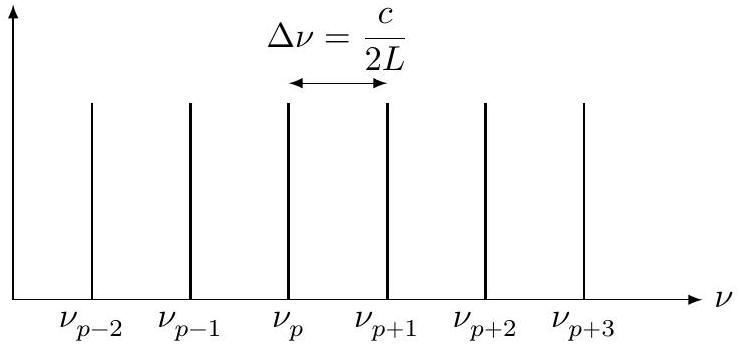 Δν = c/2L
ν
ν_{p−2} ν_{p−1} ν_p ν_{p+1} ν_{p+2} ν_{p+3}